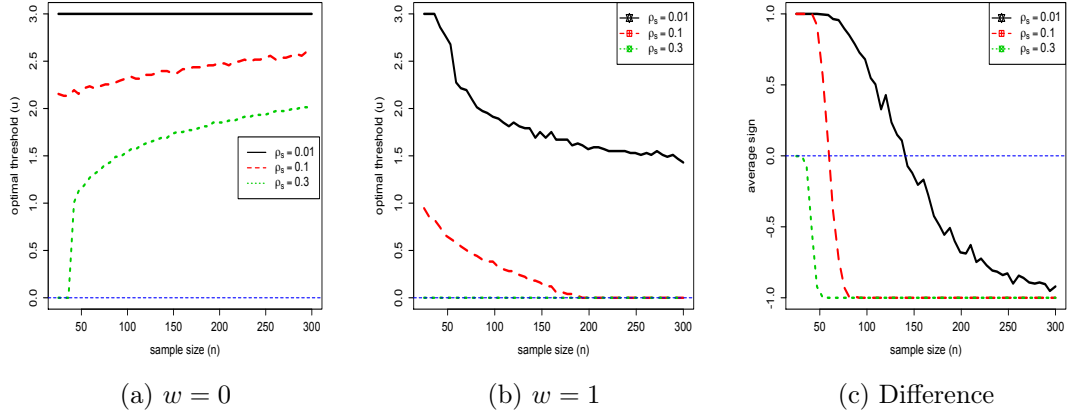 optimal threshold (u)
3.0
2.5
2.0
1.5
1.0
0.5
0.0
ρs = 0.01
ρs = 0.1
ρs = 0.3
50 100 150 200 250 300
sample size (n)
(a) w = 0
optimal threshold (u)
3.0
2.5
2.0
1.5
1.0
0.5
0.0
ρs = 0.01
ρs = 0.1
ρs = 0.3
50 100 150 200 250 300
sample size (n)
(b) w = 1
average sign
1.0
0.5
0.0
-0.5
-1.0
ρs = 0.01
ρs = 0.1
ρs = 0.3
50 100 150 200 250 300
sample size (n)
(c) Difference